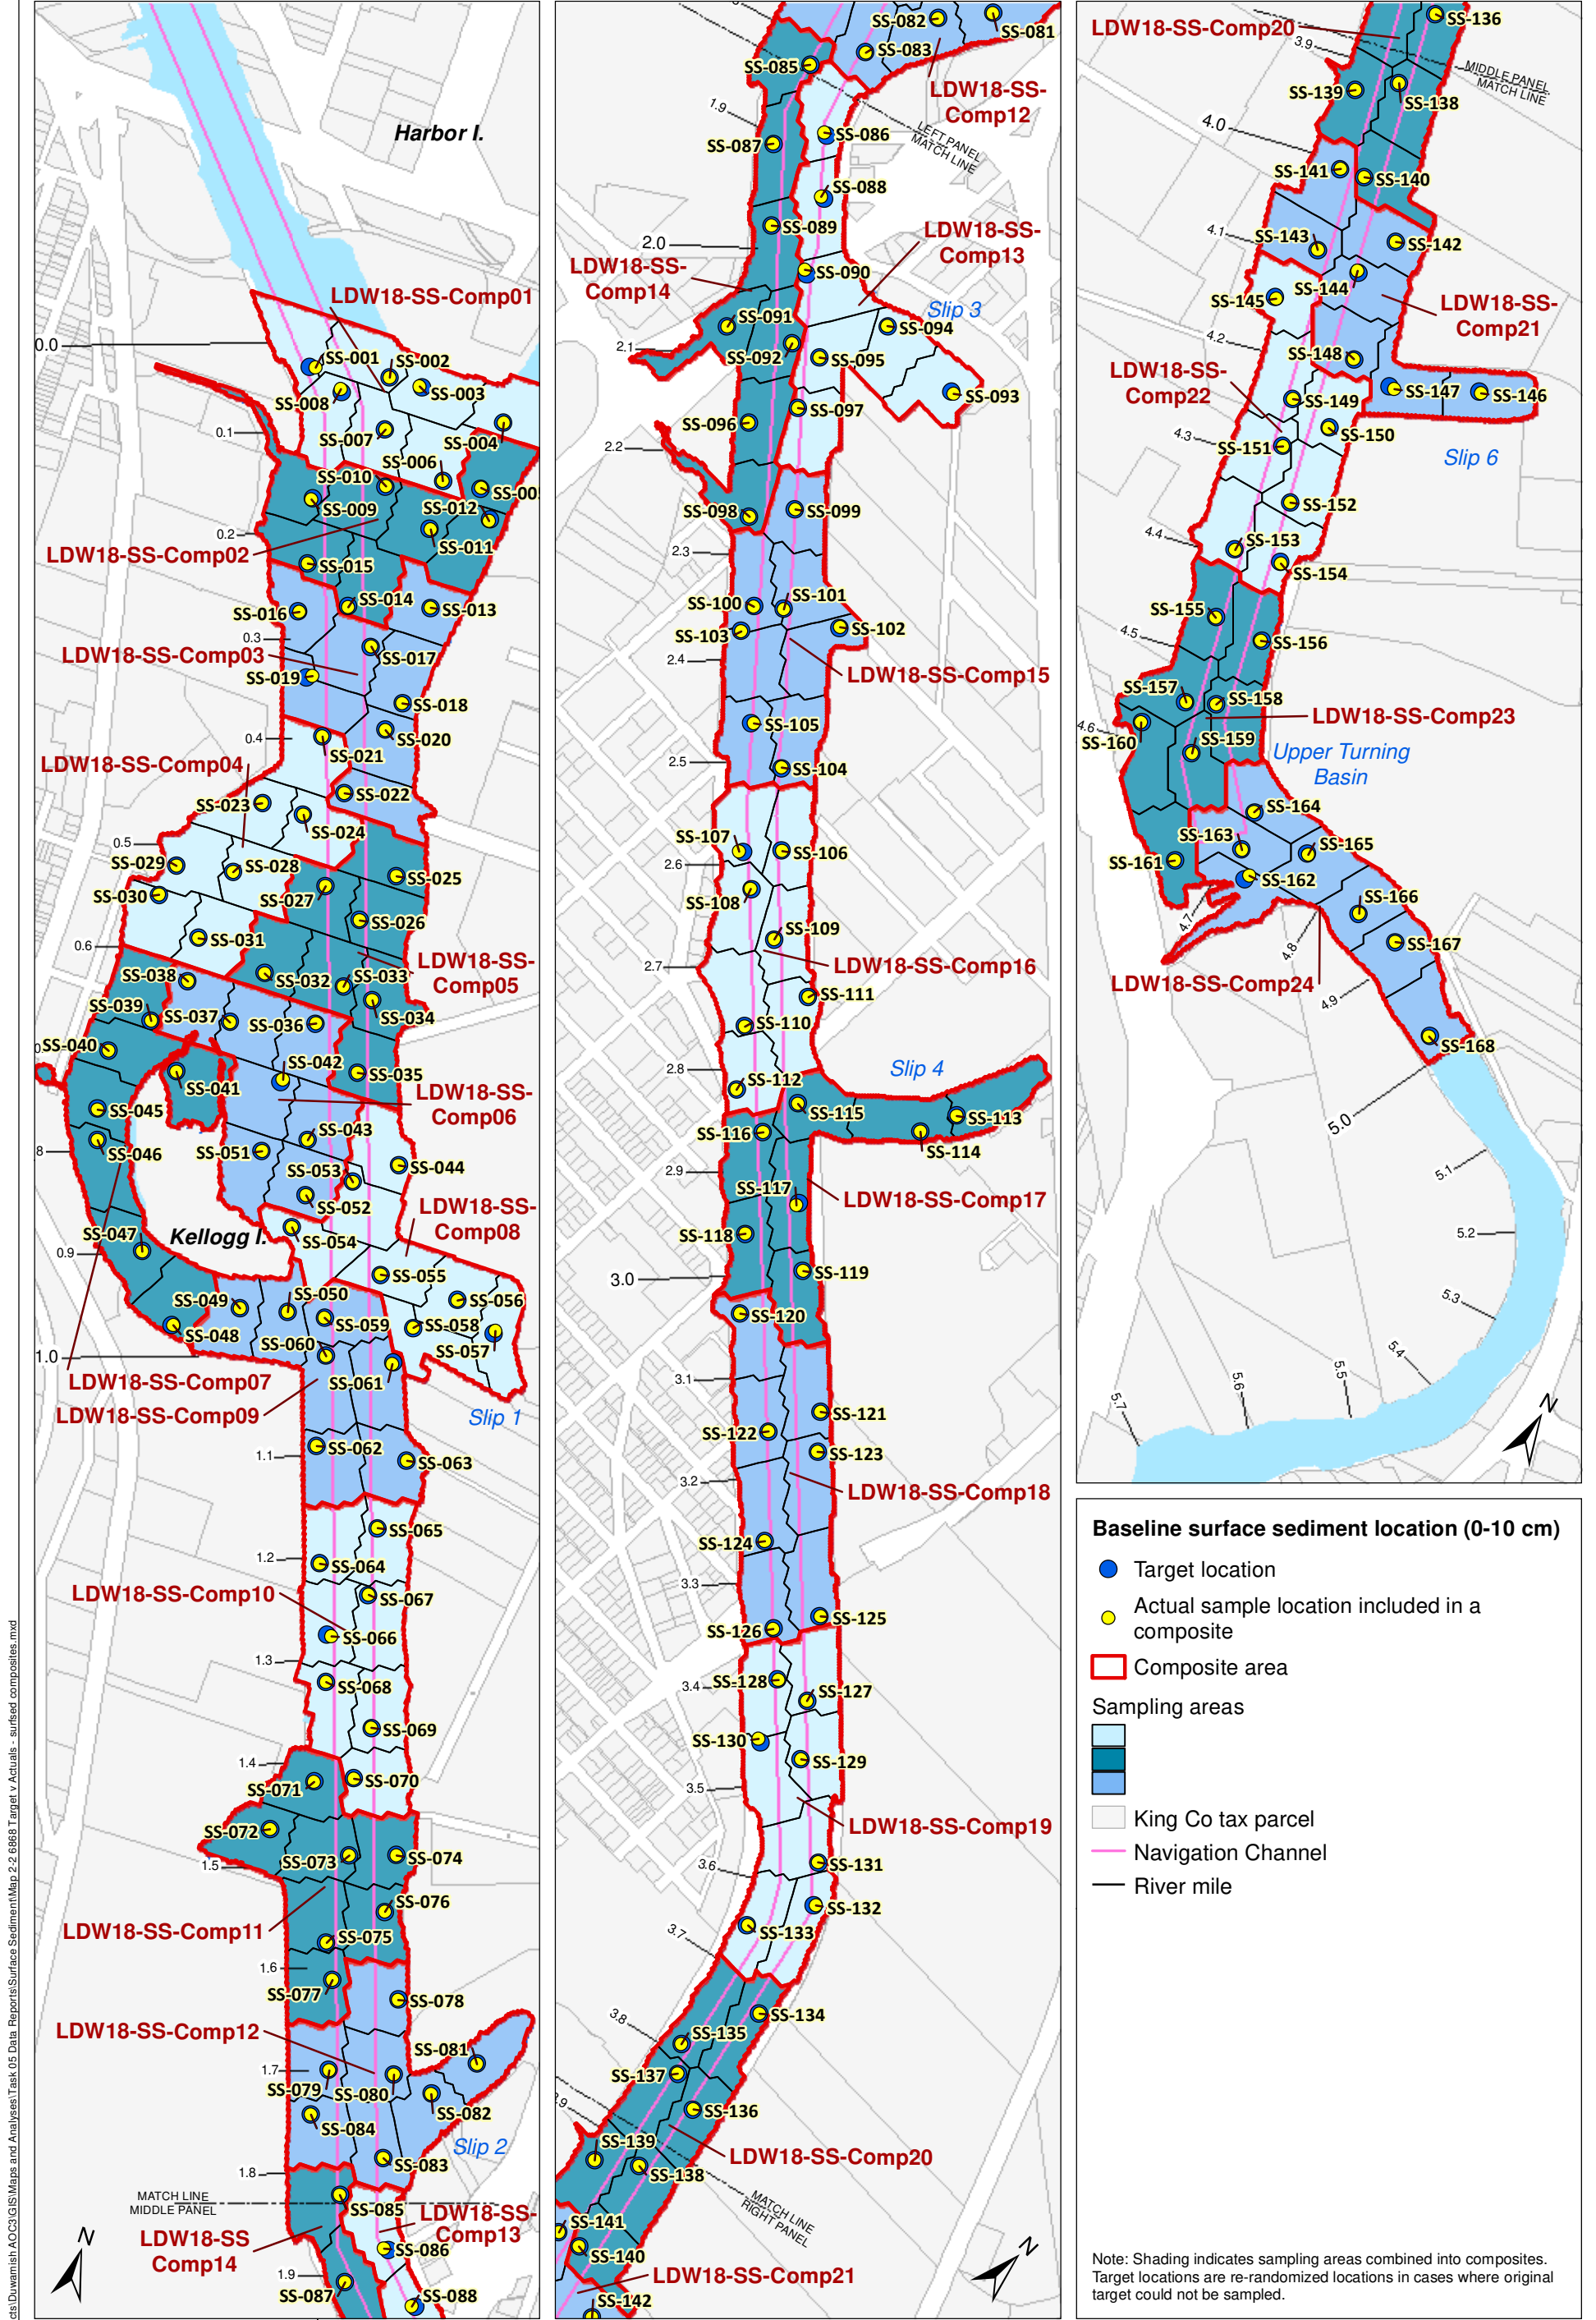 Harbor I.
LDW18-SS-Comp01
0.0
SS-001
SS-002
SS-003
SS-008
SS-004
SS-007
0.1
SS-006
SS-010
SS-009
SS-012
SS-00
SS-011
0.2
LDW18-SS-Comp02
SS-015
SS-014
SS-013
SS-016
0.3
LDW18-SS-Comp03
SS-017
SS-019
SS-018
0.4
SS-020
SS-021
LDW18-SS-Comp04
SS-022
SS-023
SS-024
0.5
SS-029
SS-028
SS-025
SS-030
SS-027
SS-026
SS-031
0.6
LDW18-SS-
Comp05
SS-038
SS-032
SS-033
SS-039
SS-037
SS-036
SS-034
SS-040
SS-042
SS-041
SS-035
LDW18-SS-
Comp06
SS-045
SS-043
SS-046
SS-051
SS-044
8
SS-053
SS-052
LDW18-SS-
Comp08
SS-047
Kellogg I.
SS-054
0.9
SS-055
SS-049
SS-050
SS-056
SS-048
SS-059
SS-058
SS-060
SS-057
1.0
LDW18-SS-Comp07
SS-061
LDW18-SS-Comp09
Slip 1
1.1
SS-062
SS-063
SS-065
1.2
SS-064
LDW18-SS-Comp10
SS-067
SS-066
1.3
SS-068
SS-069
1.4
SS-071
SS-070
SS-072
SS-073
SS-074
1.5
SS-076
LDW18-SS-Comp11
SS-075
1.6
SS-077
SS-078
LDW18-SS-Comp12
SS-081
1.7
SS-079
SS-080
SS-082
SS-084
Slip 2
SS-083
1.8
MATCH LINE
MIDDLE PANEL
SS-085
LDW18-SS-
Comp13
LDW18-SS
Comp14
SS-086
N
1.9
SS-087
SS-088
SS-082
SS-081
SS-083
SS-085
LDW18-SS-
Comp12
1.9
SS-086
LEFT PANEL
MATCH LINE
SS-087
SS-088
SS-089
2.0
LDW18-SS-
Comp13
LDW18-SS-
Comp14
SS-090
Slip 3
SS-091
SS-094
2.1
SS-092
SS-095
SS-093
SS-096
SS-097
2.2
SS-098
SS-099
2.3
SS-100
SS-101
SS-103
SS-102
2.4
LDW18-SS-Comp15
SS-105
2.5
SS-104
SS-107
SS-106
2.6
SS-108
SS-109
2.7
LDW18-SS-Comp16
SS-111
SS-110
2.8
SS-112
Slip 4
SS-115
SS-113
SS-116
SS-114
2.9
SS-117
LDW18-SS-Comp17
SS-118
3.0
SS-119
SS-120
3.1
SS-121
SS-122
SS-123
3.2
LDW18-SS-Comp18
SS-124
3.3
SS-125
SS-126
3.4
SS-128
SS-127
SS-130
SS-129
3.5
LDW18-SS-Comp19
3.6
SS-131
SS-132
3.7
SS-133
3.8
SS-134
SS-135
SS-137
.9
SS-136
SS-139
LDW18-SS-Comp20
SS-138
MATCH LINE
RIGHT PANEL
SS-141
SS-140
LDW18-SS-Comp21
SS-142
N
LDW18-SS-Comp20
SS-136
3.9
MIDDLE PANEL
MATCH LINE
SS-139
SS-138
4.0
SS-141
SS-140
4.1
SS-143
SS-142
SS-144
SS-145
LDW18-SS-
Comp21
4.2
SS-148
LDW18-SS-
Comp22
SS-147
SS-146
SS-149
4.3
SS-150
SS-151
Slip 6
SS-152
4.4
SS-153
SS-154
SS-155
4.5
SS-156
SS-157
SS-158
LDW18-SS-Comp23
4.6
SS-160
SS-159
Upper Turning
Basin
SS-164
SS-163
SS-165
SS-161
SS-162
SS-166
4.7
4.8
SS-167
LDW18-SS-Comp24
4.9
SS-168
5.0
5.1
5.2
5.3
5.4
5.5
5.6
5.7
N
Baseline surface sediment location (0-10 cm)
Target location
Actual sample location included in a
composite
Composite area
Sampling areas
King Co tax parcel
Navigation Channel
River mile
Note: Shading indicates sampling areas combined into composites.
Target locations are re-randomized locations in cases where original
target could not be sampled.
cts\Duwamish AOC3\GIS\Maps and Analyses\Task 05 Data Reports\Surface Sediment\Map 2-2 6868 Target v Actuals - surfsed composites.mxd